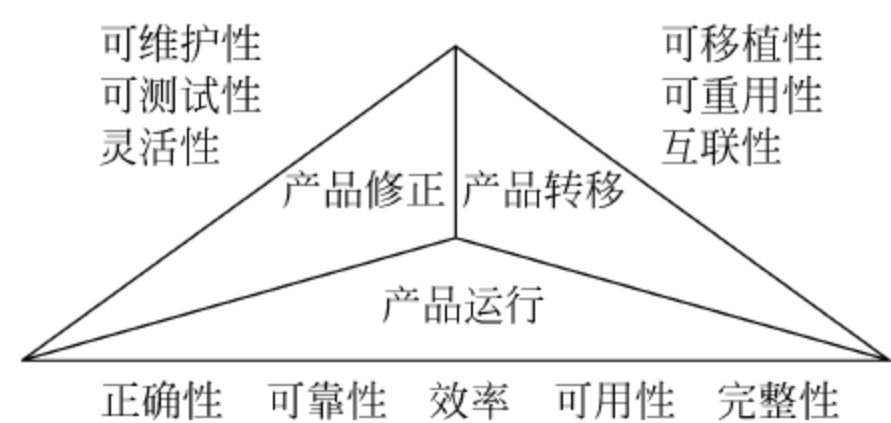 可维护性
可测试性
灵活性
可移植性
可重用性
互联性
产品修正
产品转移
产品运行
正确性 可靠性 效率 可用性 完整性